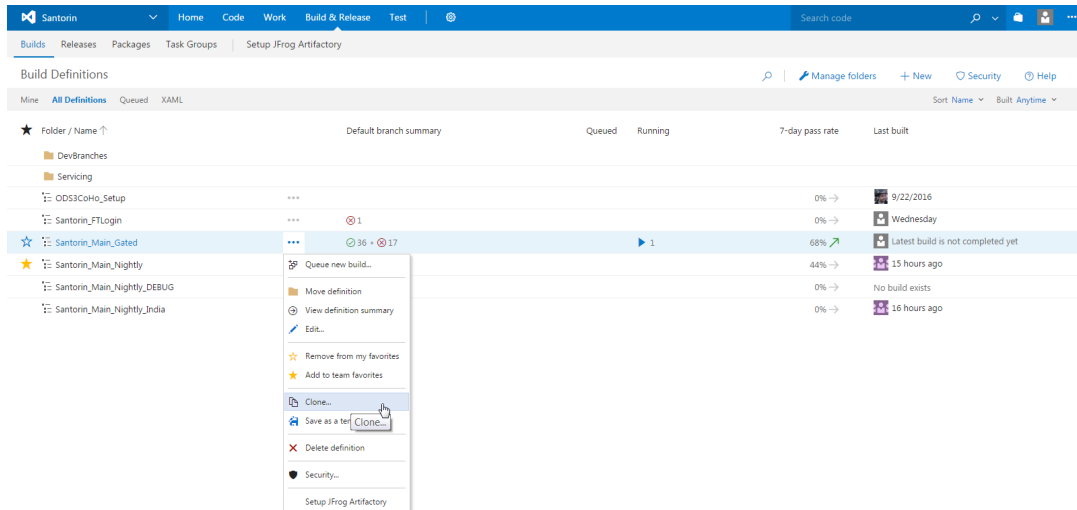 Santorin Home Code Work Build & Release Test Search code
Builds Releases Packages Task Groups Setup JFrog Artifactory
Build Definitions Manage folders + New Security Help
Mine All Definitions Queued XAML Sort Name Built Anytime
Folder / Name Default branch summary Queued Running 7-day pass rate Last built
DevBranches
Servicing
ODS3CoHo_Setup 0% 9/22/2016
Santorin_FTLogin 1 0% Wednesday
Santorin_Main_Gated 36 17 1 68% Latest build is not completed yet
Santorin_Main_Nightly 44% 15 hours ago
Santorin_Main_Nightly_DEBUG 0% No build exists
Santorin_Main_Nightly_India 0% 16 hours ago
Queue new build...
Move definition
View definition summary
Edit...
Remove from my favorites
Add to team favorites
Clone...
Save as a
Clone...
Delete definition
Security...
Setup JFrog Artifactory